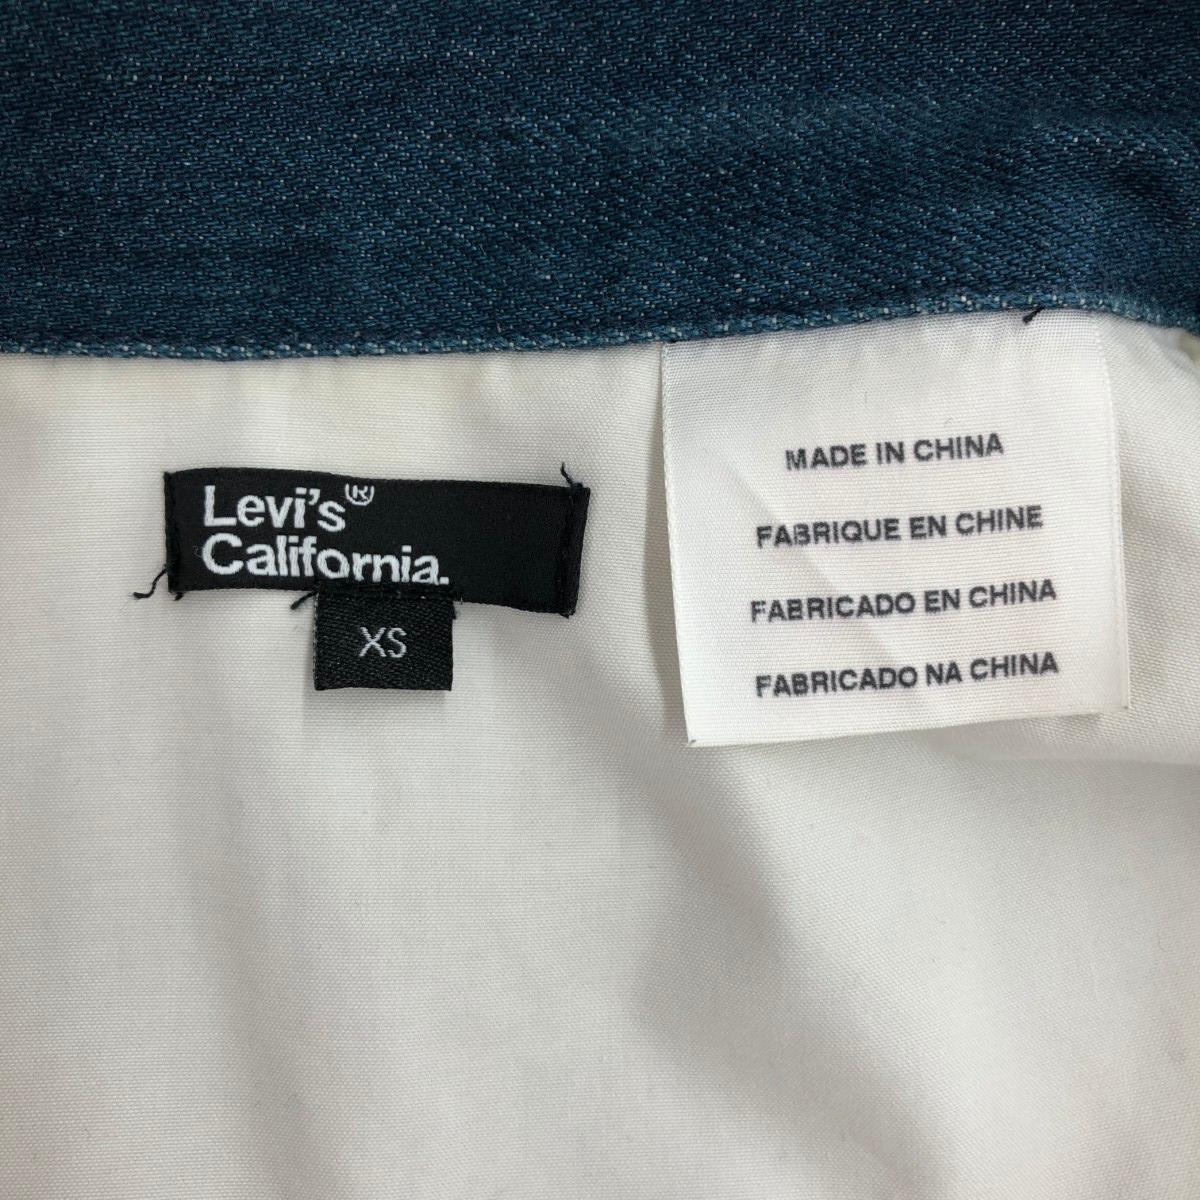 Levi's®
California.
XS
MADE IN CHINA
FABRIQUE EN CHINE
FABRICADO EN CHINA
FABRICADO NA CHINA